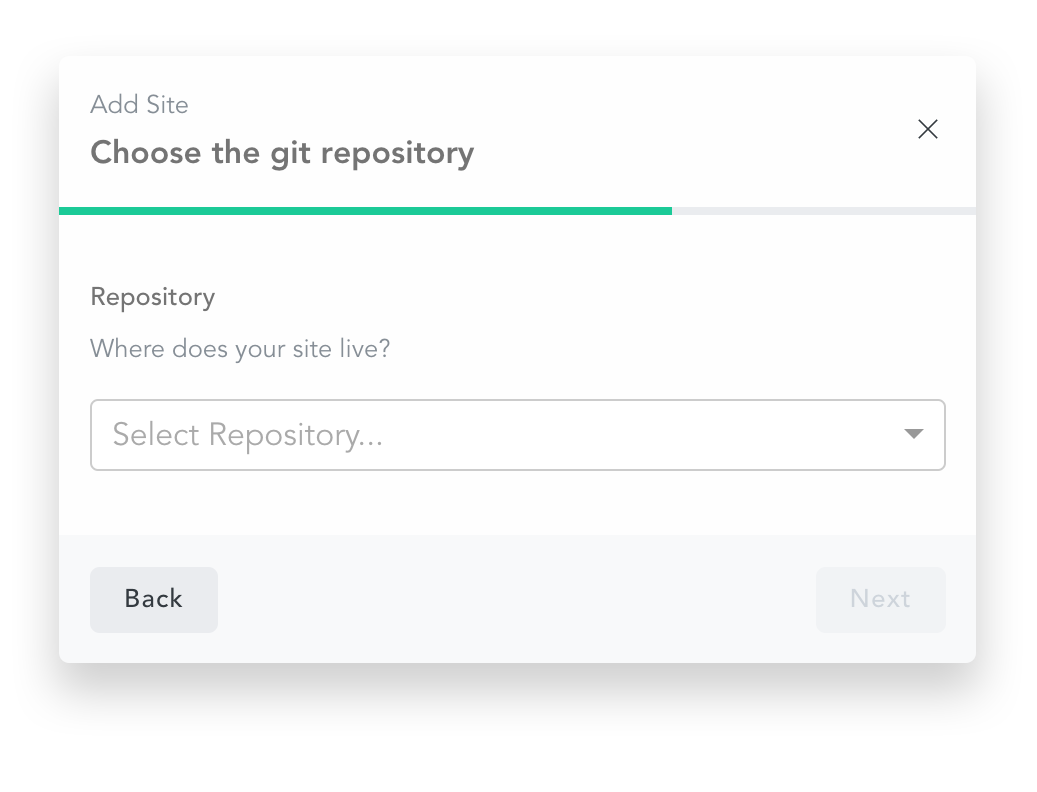 Add Site
Choose the git repository
Repository
Where does your site live?
Select Repository...
Back
Next